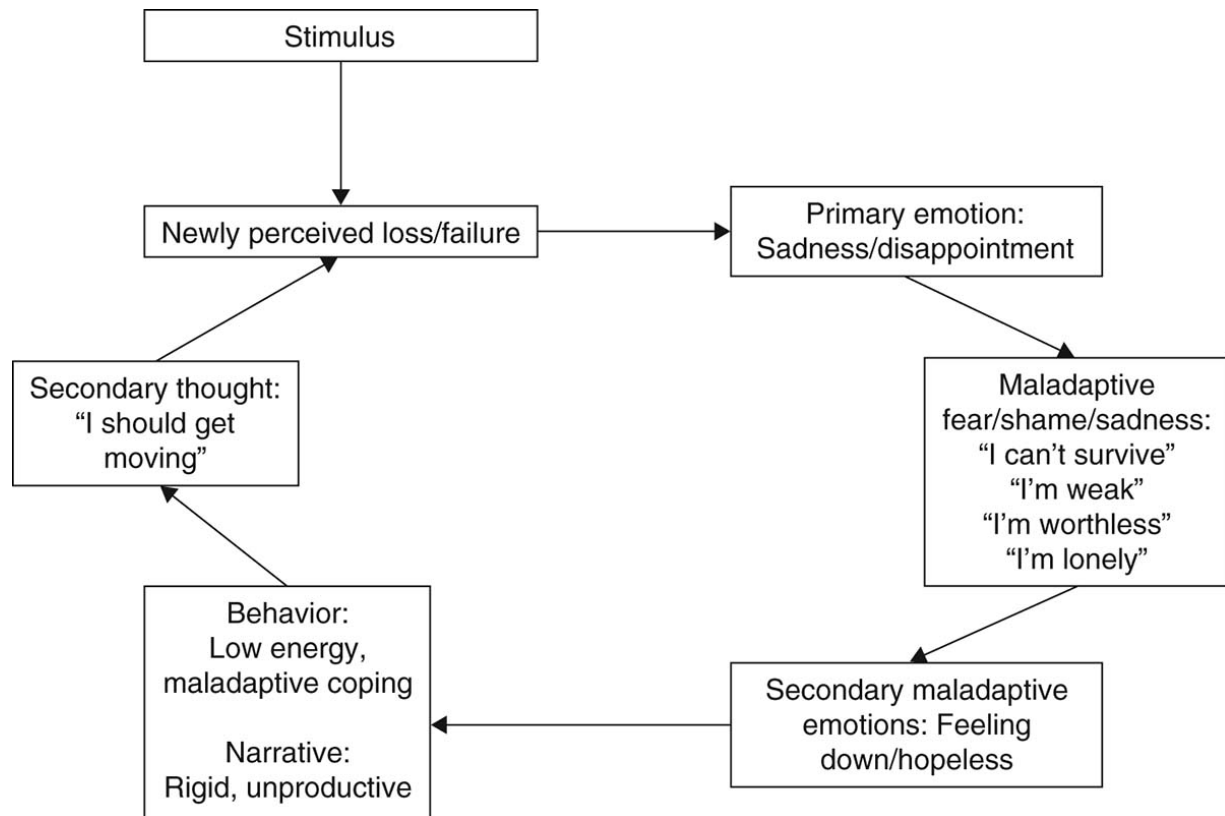 Stimulus
Newly perceived loss/failure
Primary emotion:
Sadness/disappointment
Maladaptive
fear/shame/sadness:
“I can't survive”
“I'm weak”
“I'm worthless”
“I'm lonely”
Secondary maladaptive
emotions: Feeling
down/hopeless
Behavior:
Low energy,
maladaptive coping
Narrative:
Rigid, unproductive
Secondary thought:
“I should get
moving”